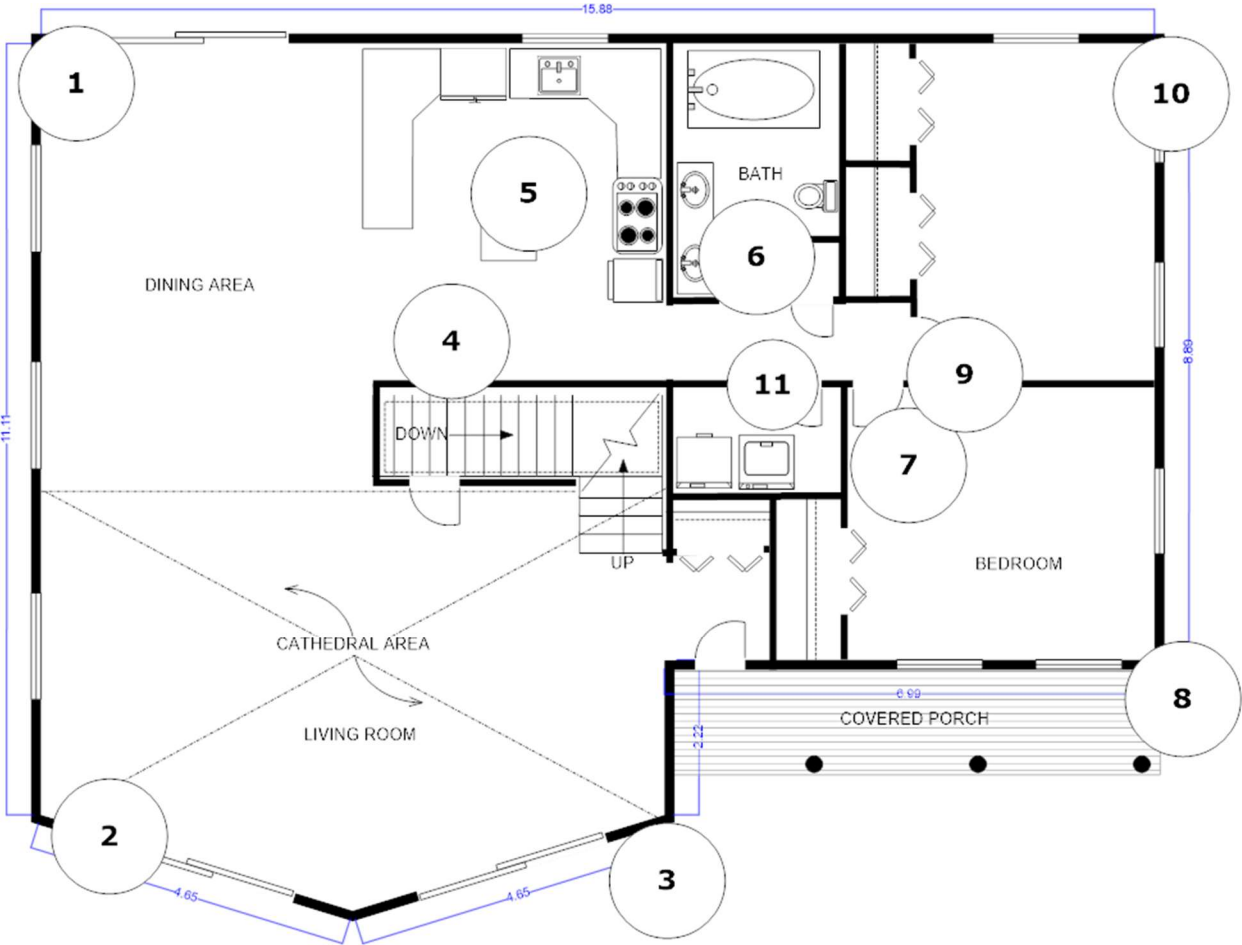 15.88
1
10
5
BATH
6
DINING AREA
4
11.11
8.89
11
9
DOWN
7
UP
BEDROOM
CATHEDRAL AREA
6.99
8
COVERED PORCH
LIVING ROOM
2.22
2
3
4.65
4.65